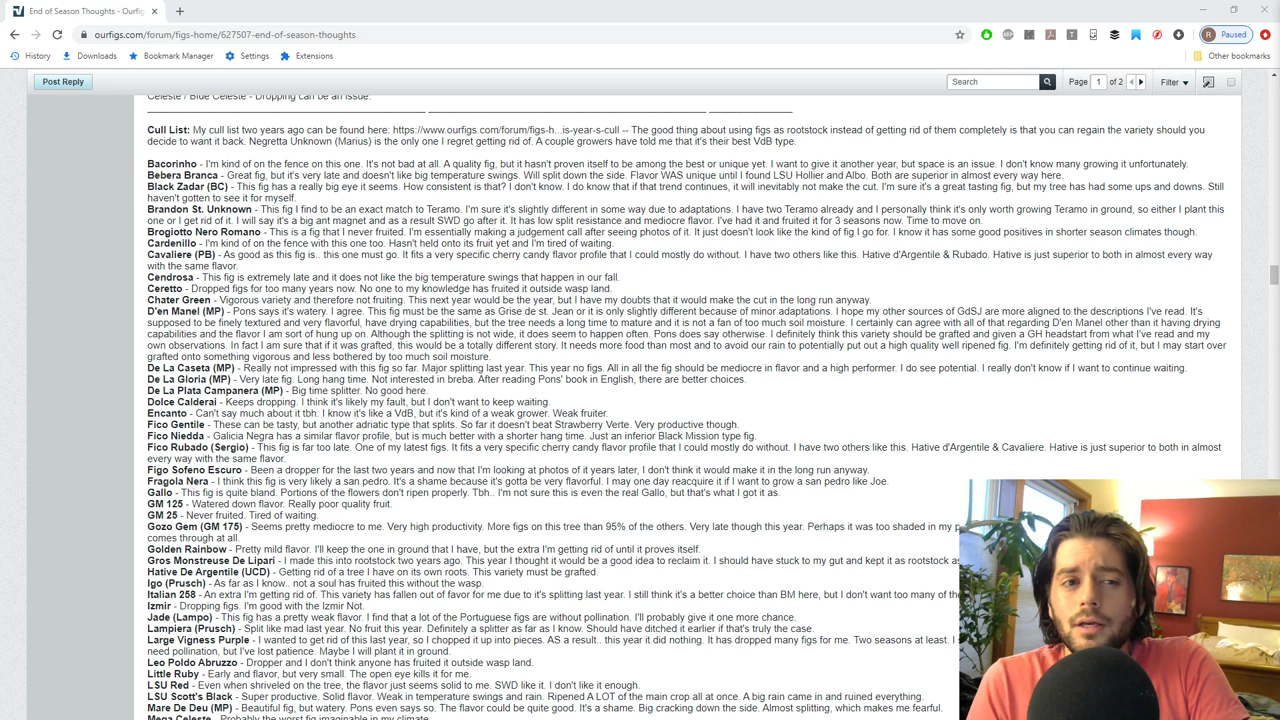 End of Season Thoughts - Ourfigs.c
ourfigs.com/forum/figs-home/627507-end-of-season-thoughts
R Paused
History Downloads Bookmark Manager Settings Extensions Other bookmarks
Post Reply Search Page 1 of 2 Filter
Celeste / Blue Celeste - Dropping can be an issue.
Cull List: My cull list two years ago can be found here: https://www.ourfigs.com/forum/figs-h...is-year-s-cull -- The good thing about using figs as rootstock instead of getting rid of them completely is that you can regain the variety should you
decide to want it back. Negretta Unknown (Marius) is the only one I regret getting rid of. A couple growers have told me that it's their best VdB type.
Bacorinho - I'm kind of on the fence on this one. It's not bad at all. A quality fig, but it hasn't proven itself to be among the best or unique yet. I want to give it another year, but space is an issue. I don't know many growing it unfortunately.
Bebera Branca - Great fig, but it's very late and doesn't like big temperature swings. Will split down the side. Flavor WAS unique until I found LSU Hollier and Albo. Both are superior in almost every way here.
Black Zadar (BC) - This fig has a really big eye it seems. How consistent is that? I don't know. I do know that if that trend continues, it will inevitably not make the cut. I'm sure it's a great tasting fig, but my tree has had some ups and downs. Still
haven't gotten to see it for myself.
Brandon St. Unknown - This fig I find to be an exact match to Teramo. I'm sure it's slightly different in some way due to adaptations. I have two Teramo already and I personally think it's only worth growing Teramo in ground, so either I plant this
one or I get rid of it. I will say it's a big ant magnet and as a result SWD go after it. It has low split resistance and mediocre flavor. I've had it and fruited it for 3 seasons now. Time to move on.
Brogiotto Nero Romano - This is a fig that I never fruited. I'm essentially making a judgement call after seeing photos of it. It just doesn't look like the kind of fig I go for. I know it has some good positives in shorter season climates though.
Cardenillo - I'm kind of on the fence with this one too. Hasn't held onto its fruit yet and I'm tired of waiting.
Cavaliere (PB) - As good as this fig is.. this one must go. It fits a very specific cherry candy flavor profile that I could mostly do without. I have two others like this. Hative d'Argentile & Rubado. Hative is just superior to both in almost every way
with the same flavor.
Cendrosa - This fig is extremely late and it does not like the big temperature swings that happen in our fall.
Ceretto - Dropped figs for too many years now. No one to my knowledge has fruited it outside wasp land.
Chater Green - Vigorous variety and therefore not fruiting. This next year would be the year, but I have my doubts that it would make the cut in the long run anyway.
D'en Manel (MP) - Pons says it's watery. I agree. This fig must be the same as Grise de st. Jean or it is only slightly different because of minor adaptations. I hope my other sources of GdSJ are more aligned to the descriptions I've read. It's
supposed to be finely textured and very flavorful, have drying capabilities, but the tree needs a long time to mature and it is not a fan of too much soil moisture. I certainly can agree with all of that regarding D'en Manel other than it having drying
capabilities and the flavor I am sort of hung up on. Although the splitting is not wide, it does seem to happen often. Pons does say otherwise. I definitely think this variety should be grafted and given a GH headstart from what I've read and my
own observations. In fact I am sure that if it was grafted, this would be a totally different story. It needs more food than most and to avoid our rain to potentially put out a high quality well ripened fig. I'm definitely getting rid of it, but I may start over
grafted onto something vigorous and less bothered by too much soil moisture.
De La Caseta (MP) - Really not impressed with this fig so far. Major splitting last year. This year no figs. All in all the fig should be mediocre in flavor and a high performer. I do see potential. I really don't know if I want to continue waiting.
De La Gloria (MP) - Very late fig. Long hang time. Not interested in breba. After reading Pons' book in English, there are better choices.
De La Plata Campanera (MP) - Big time splitter. No good here.
Dolce Calderai - Keeps dropping. I think it's likely my fault, but I don't want to keep waiting.
Encanto - Can't say much about it tbh. I know it's like a VdB, but it's kind of a weak grower. Weak fruiter.
Fico Gentile - These can be tasty, but another adriatic type that splits. So far it doesn't beat Strawberry Verte. Very productive though.
Fico Niedda - Galicia Negra has a similar flavor profile, but is much better with a shorter hang time. Just an inferior Black Mission type fig.
Fico Rubado (Sergio) - This fig is far too late. One of my latest figs. It fits a very specific cherry candy flavor profile that I could mostly do without. I have two others like this. Hative d'Argentile & Cavaliere. Hative is just superior to both in almost
every way with the same flavor.
Figo Sofeno Escuro - Been a dropper for the last two years and now that I'm looking at photos of it years later, I don't think it would make it in the long run anyway.
Fragola Nera - I think this fig is very likely a san pedro. It's a shame because it's gotta be very flavorful. I may one day reacquire it if I want to grow a san pedro like Joe.
Gallo - This fig is quite bland. Portions of the flowers don't ripen properly. Tbh.. I'm not sure this is even the real Gallo, but that's what I got it as.
GM 125 - Watered down flavor. Really poor quality fruit.
GM 25 - Never fruited. Tired of waiting.
Gozo Gem (GM 175) - Seems pretty mediocre to me. Very high productivity. More figs on this tree than 95% of the others. Very late though this year. Perhaps it was too shaded in my p
comes through at all.
Golden Rainbow - Pretty mild flavor. I'll keep the one in ground that I have, but the extra I'm getting rid of until it proves itself.
Gros Monstreuse De Lipari - I made this into rootstock two years ago. This year I thought it would be a good idea to reclaim it. I should have stuck to my gut and kept it as rootstock as
Hative De Argentile (UCD) - Getting rid of a tree I have on its own roots. This variety must be grafted.
Igo (Prusch) - As far as I know.. not a soul has fruited this without the wasp.
Italian 258 - An extra I'm getting rid of. This variety has fallen out of favor for me due to it's splitting last year. I still think it's a better choice than BM here, but I don't want too many of the
Izmir - Dropping figs. I'm good with the Izmir Not.
Jade (Lampo) - This fig has a pretty weak flavor. I find that a lot of the Portuguese figs are without pollination. I'll probably give it one more chance.
Lampiera (Prusch) - Split like mad last year. No fruit this year. Definitely a splitter as far as I know. Should have ditched it earlier if that's truly the case.
Large Vigness Purple - I wanted to get rid of this last year, so I chopped it up into pieces. AS a result.. this year it did nothing. It has dropped many figs for me. Two seasons at least. I
need pollination, but I've lost patience. Maybe I will plant it in ground.
Leo Poldo Abruzzo - Dropper and I don't think anyone has fruited it outside wasp land.
Little Ruby - Early and flavorful, but very small. The open eye kills it for me.
LSU Red - Even when shriveled on the tree, the flavor just seems solid to me. SWD like it. I don't like it enough.
LSU Scott's Black - Super productive. Solid flavor. Weak in temperature swings and rain. Ripened A LOT of the main crop all at once. A big rain came in and ruined everything.
Mare De Deu (MP) - Beautiful fig, but watery. Pons even says so. The flavor could be quite good. It's a shame. Big cracking down the side. Almost splitting, which makes me fearful.
Mega Celeste - Probably the worst fig imaginable in my climate.